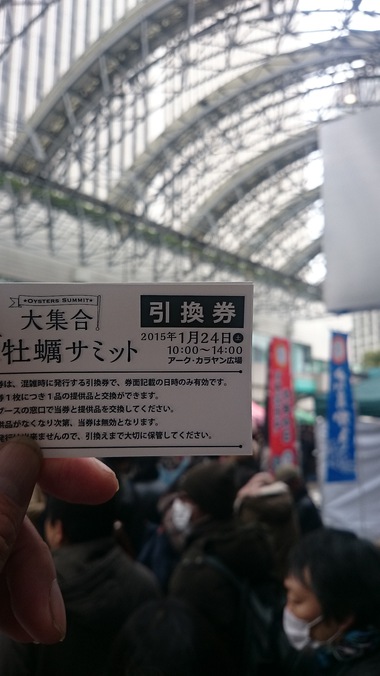 OYSTERS SUMMIT
大集合
牡蠣サミット
引換券
2015年1月24日土
10:00〜14:00
アーク・カラヤン広場
券は、混雑時に発行する引換券で、券面記載の日時のみ有効です。
券1枚につき1品の提供品と交換ができます。
ブースの窓口で当券と提供品を交換してください。
供品がなくなり次第、当券は無効となります。
出来ませんので、引換えまで大切に保管してください。